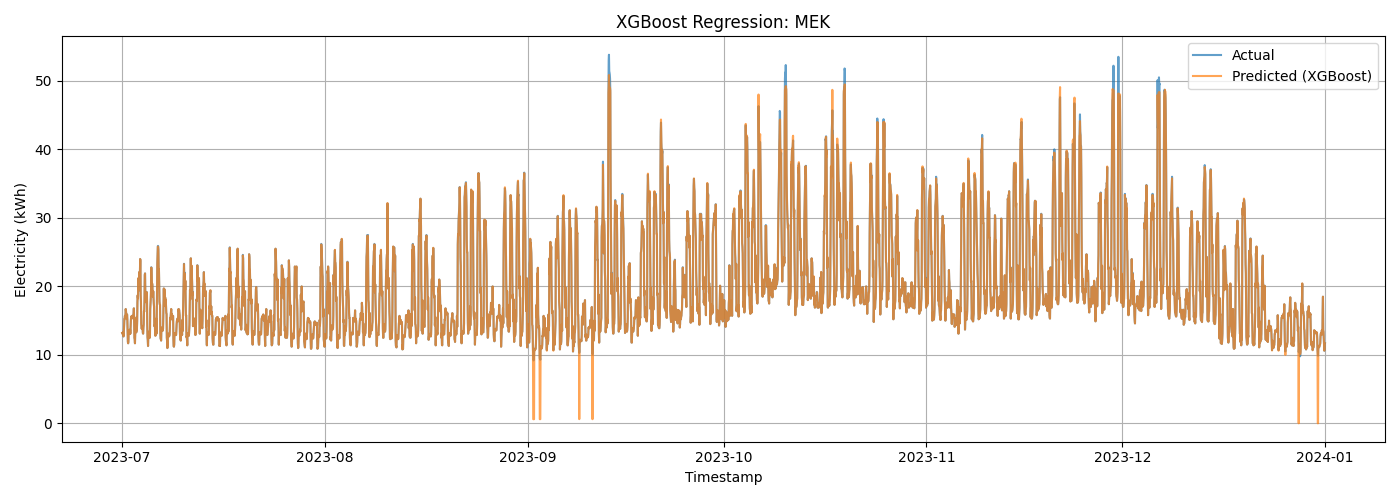 XGBoost Regression: MEK
Actual
Predicted (XGBoost)
Electricity (kWh)
50
40
30
20
10
0
2023-07
2023-08
2023-09
2023-10
2023-11
2023-12
2024-01
Timestamp